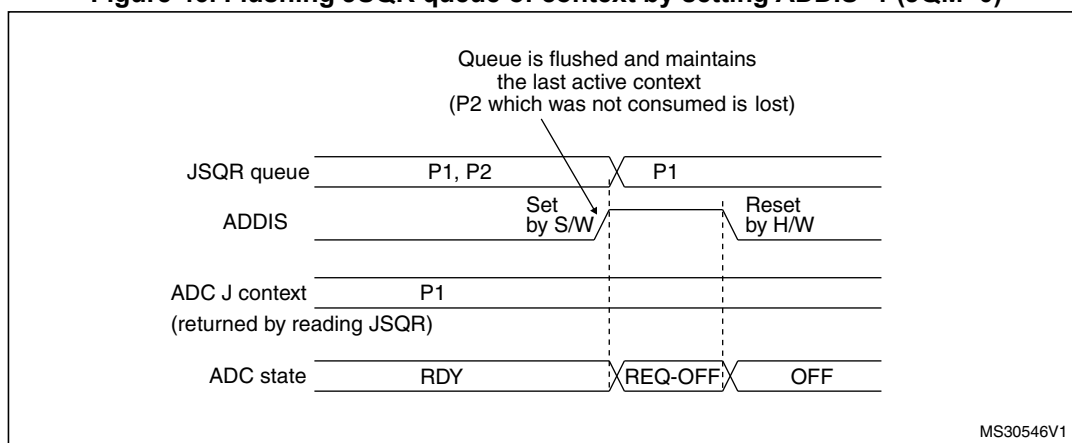 Queue is flushed and maintains
the last active context
(P2 which was not consumed is lost)
JSQR queue P1, P2 P1
ADDIS Set by S/W Reset by H/W
ADC J context P1
(returned by reading JSQR)
ADC state RDY REQ-OFF OFF
MS30546V1